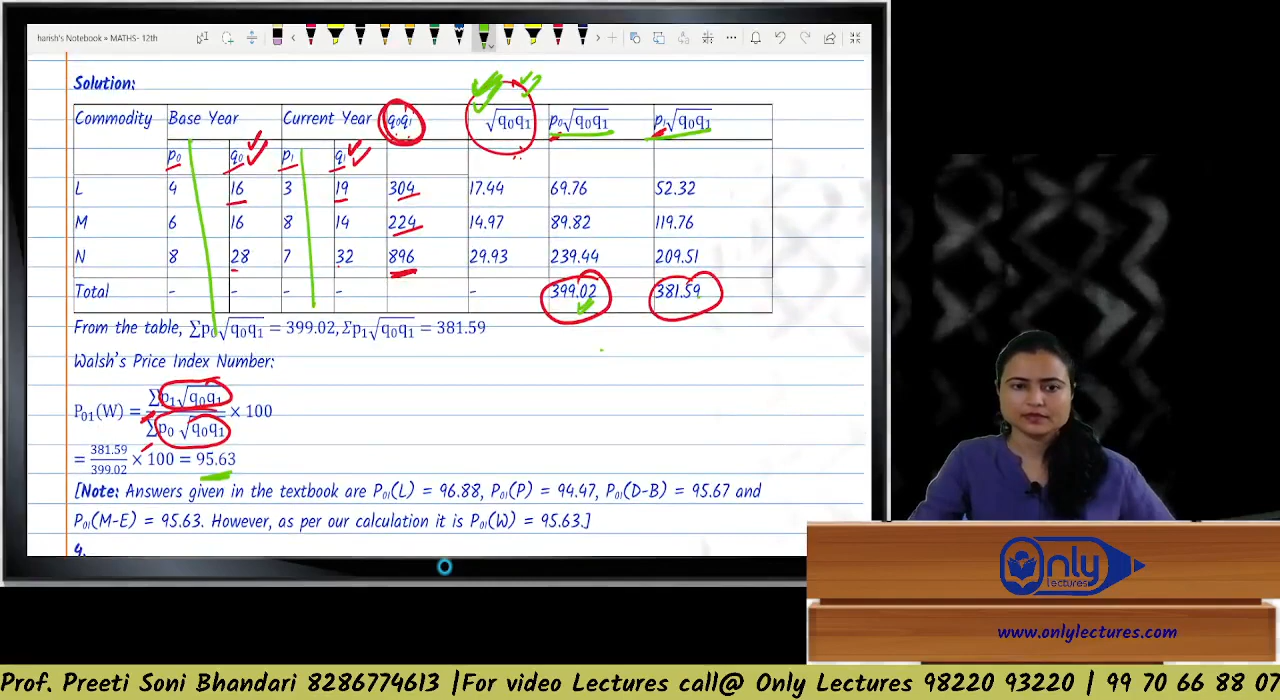 harish's Notebook » MATHS- 12th
Solution:
Commodity Base Year Current Year q₀q₁ √q₀q₁ p₀√q₀q₁ p₁√q₀q₁
p₀ q₀ p₁ q₁
L 4 16 3 19 304 17.44 69.76 52.32
M 6 16 8 14 224 14.97 89.82 119.76
N 8 28 7 32 896 29.93 239.44 209.51
Total - - - - - 399.02 381.59
From the table, ∑p₀√q₀q₁ = 399.02, Σp₁√q₀q₁ = 381.59
Walsh's Price Index Number:
P₀₁(W) = ∑p₁√q₀q₁ / ∑p₀ √q₀q₁ × 100
= 381.59/399.02 × 100 = 95.63
[Note: Answers given in the textbook are P₀₁(L) = 96.88, P₀₁(P) = 94.47, P₀₁(D-B) = 95.67 and
P₀₁(M-E) = 95.63. However, as per our calculation it is P₀₁(W) = 95.63.]
4.
Only
lectures
www.onlylectures.com
Prof. Preeti Soni Bhandari 8286774613 |For video Lectures call@ Only Lectures 98220 93220 | 99 70 66 88 07